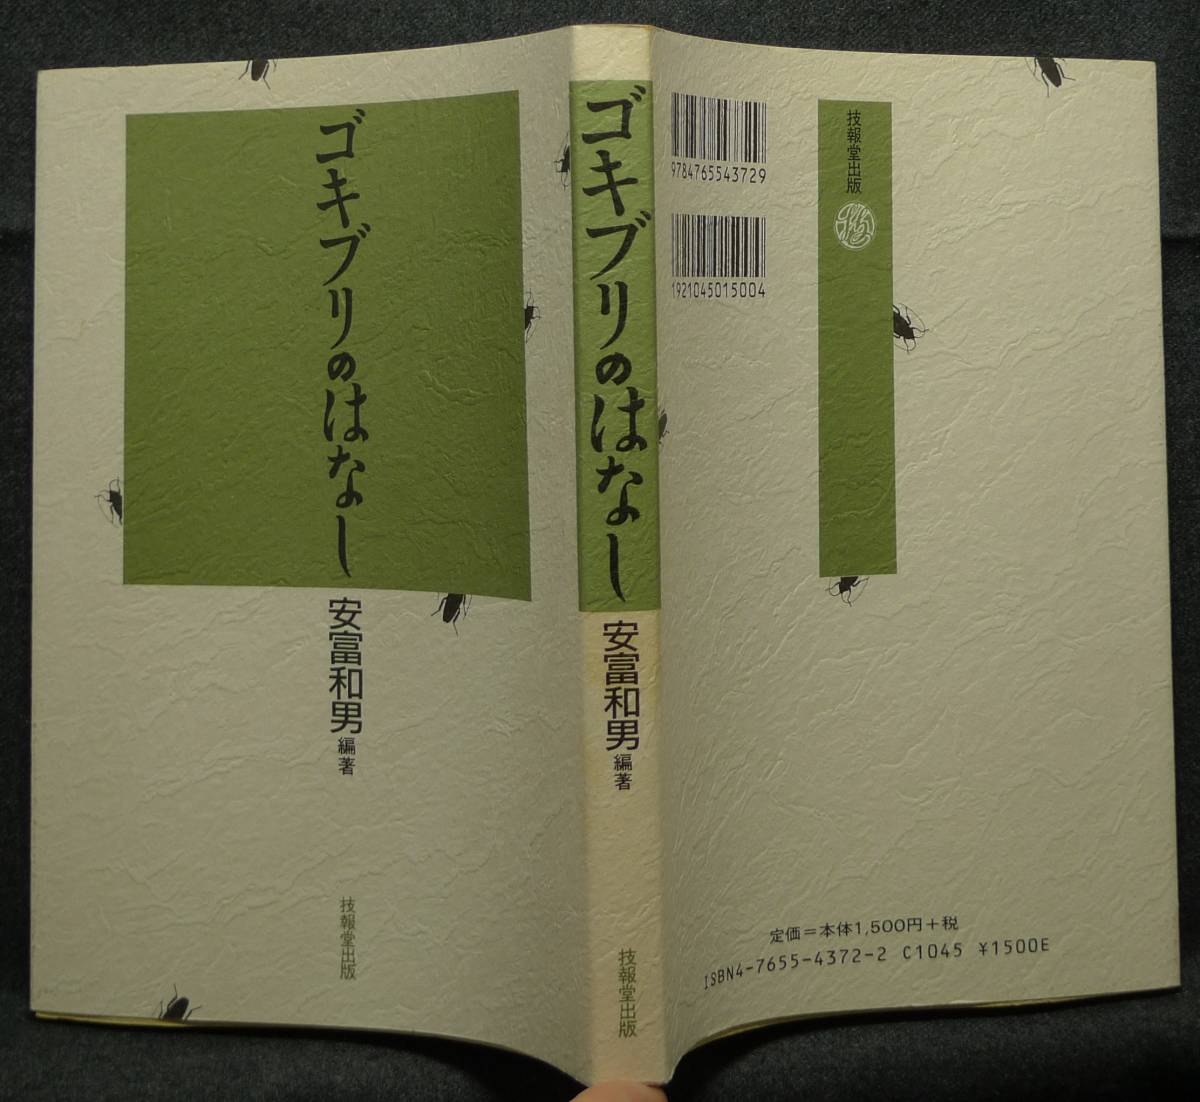 ゴキブリのはなし
安富和男
編著
技報堂出版
ゴキブリのはなし
安富和男
編著
技報堂出版
9784765543729
1921045015004
技報堂出版
定価＝本体1,500円＋税
ISBN4-7655-4372-2 C1045 ¥1500E